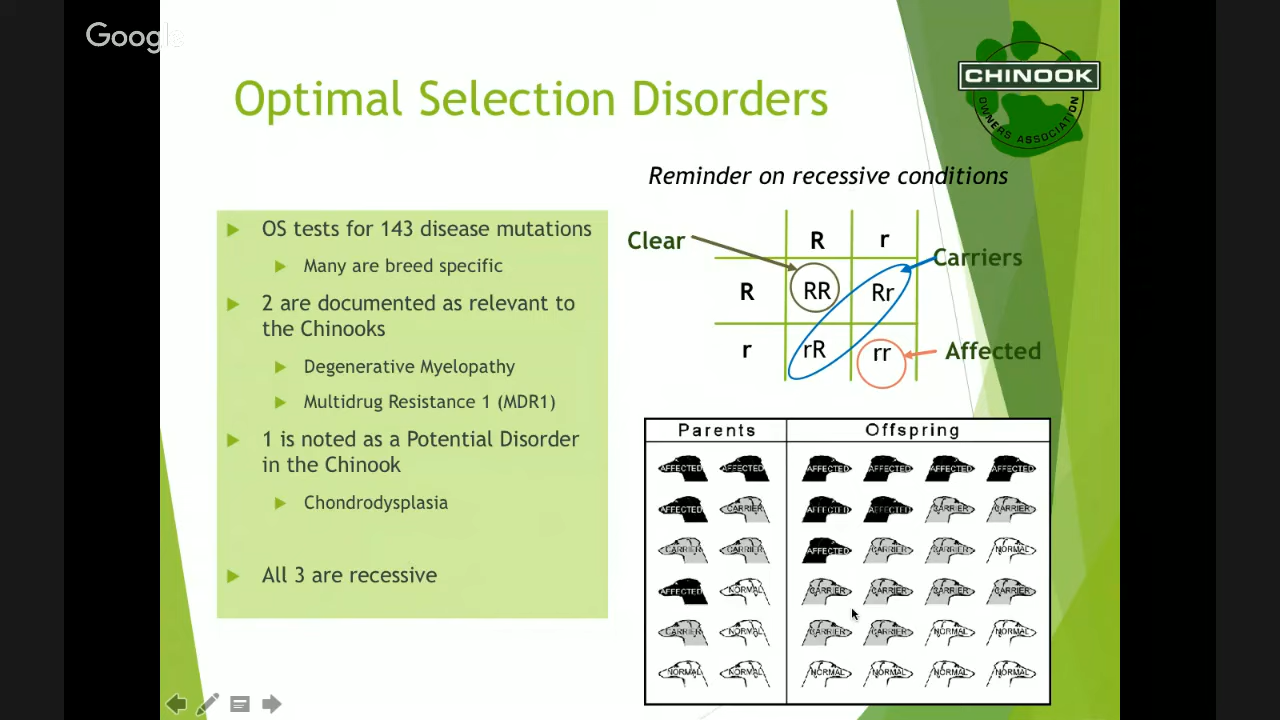 Google
CHINOOK
OWNERS ASSOCIATION
Optimal Selection Disorders
Reminder on recessive conditions
OS tests for 143 disease mutations
Many are breed specific
2 are documented as relevant to
the Chinooks
Degenerative Myelopathy
Multidrug Resistance 1 (MDR1)
1 is noted as a Potential Disorder
in the Chinook
Chondrodysplasia
All 3 are recessive
Clear
R r
Carriers
R RR Rr
r rR rr
Affected
Parents Offspring
AFFECTED AFFECTED AFFECTED AFFECTED AFFECTED AFFECTED
AFFECTED CARRIER AFFECTED AFFECTED CARRIER CARRIER
CARRIER CARRIER AFFECTED CARRIER CARRIER NORMAL
AFFECTED NORMAL CARRIER CARRIER CARRIER CARRIER
CARRIER NORMAL CARRIER CARRIER NORMAL NORMAL
NORMAL NORMAL NORMAL NORMAL NORMAL NORMAL